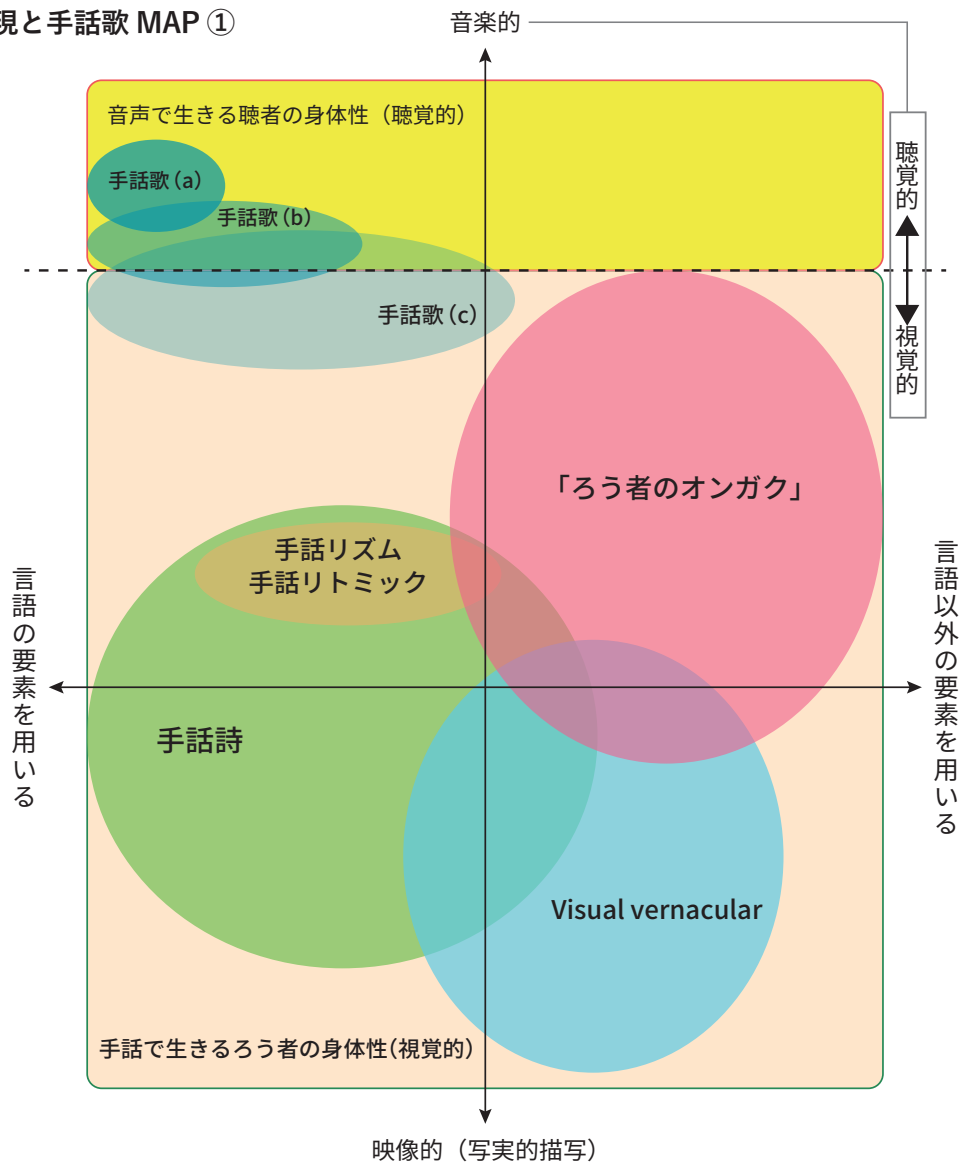 現と手話歌 MAP ①
音楽的
音声で生きる聴者の身体性（聴覚的）
聴覚的
手話歌（a）
手話歌（b）
手話歌（c）
視覚的
「ろう者のオンガク」
手話リズム
手話リトミック
言語の要素を用いる
言語以外の要素を用いる
手話詩
Visual vernacular
手話で生きるろう者の身体性（視覚的）
映像的（写実的描写）